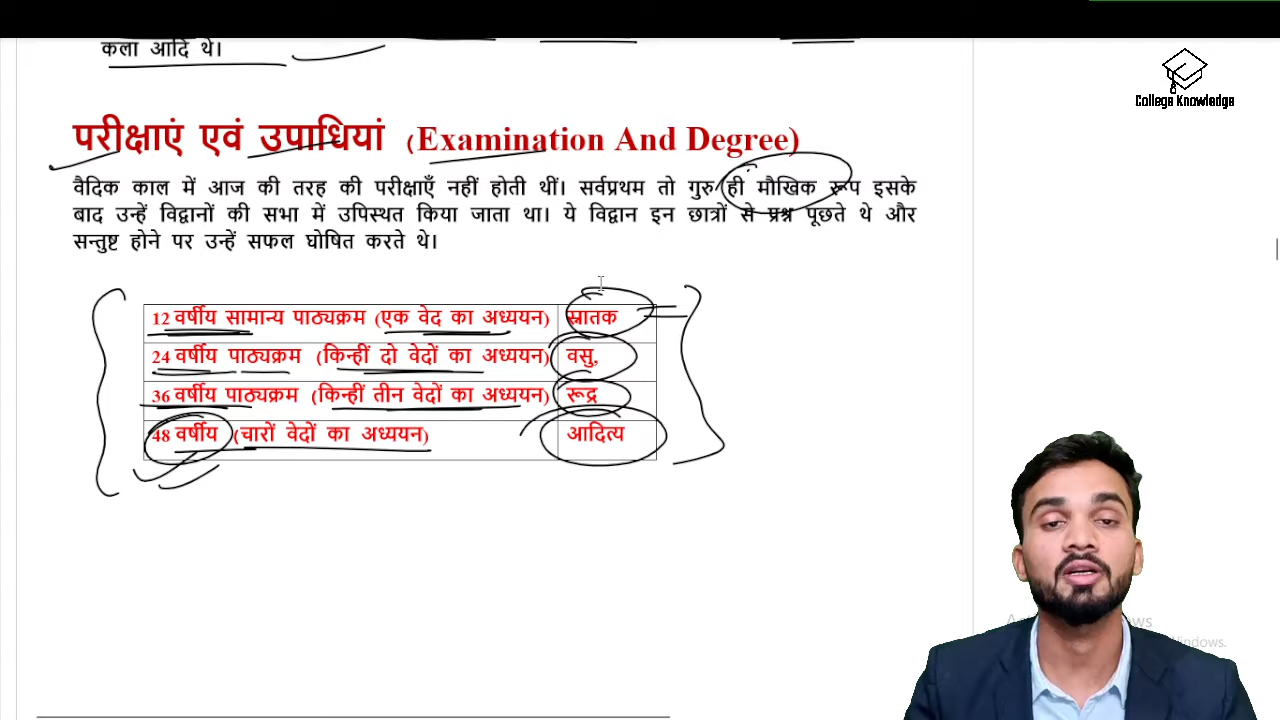 कला आदि थे।
College Knowledge
परीक्षाएं एवं उपाधियां (Examination And Degree)
वैदिक काल में आज की तरह की परीक्षाएँ नहीं होती थीं। सर्वप्रथम तो गुरु ही मौखिक रूप इसके
बाद उन्हें विद्वानों की सभा में उपिस्थत किया जाता था। ये विद्वान इन छात्रों से प्रश्न पूछते थे और
सन्तुष्ट होने पर उन्हें सफल घोषित करते थे।
12 वर्षीय सामान्य पाठ्यक्रम (एक वेद का अध्ययन) स्नातक
24 वर्षीय पाठ्यक्रम (किन्हीं दो वेदों का अध्ययन) वसु,
36 वर्षीय पाठ्यक्रम (किन्हीं तीन वेदों का अध्ययन) रूद्र
48 वर्षीय (चारों वेदों का अध्ययन) आदित्य